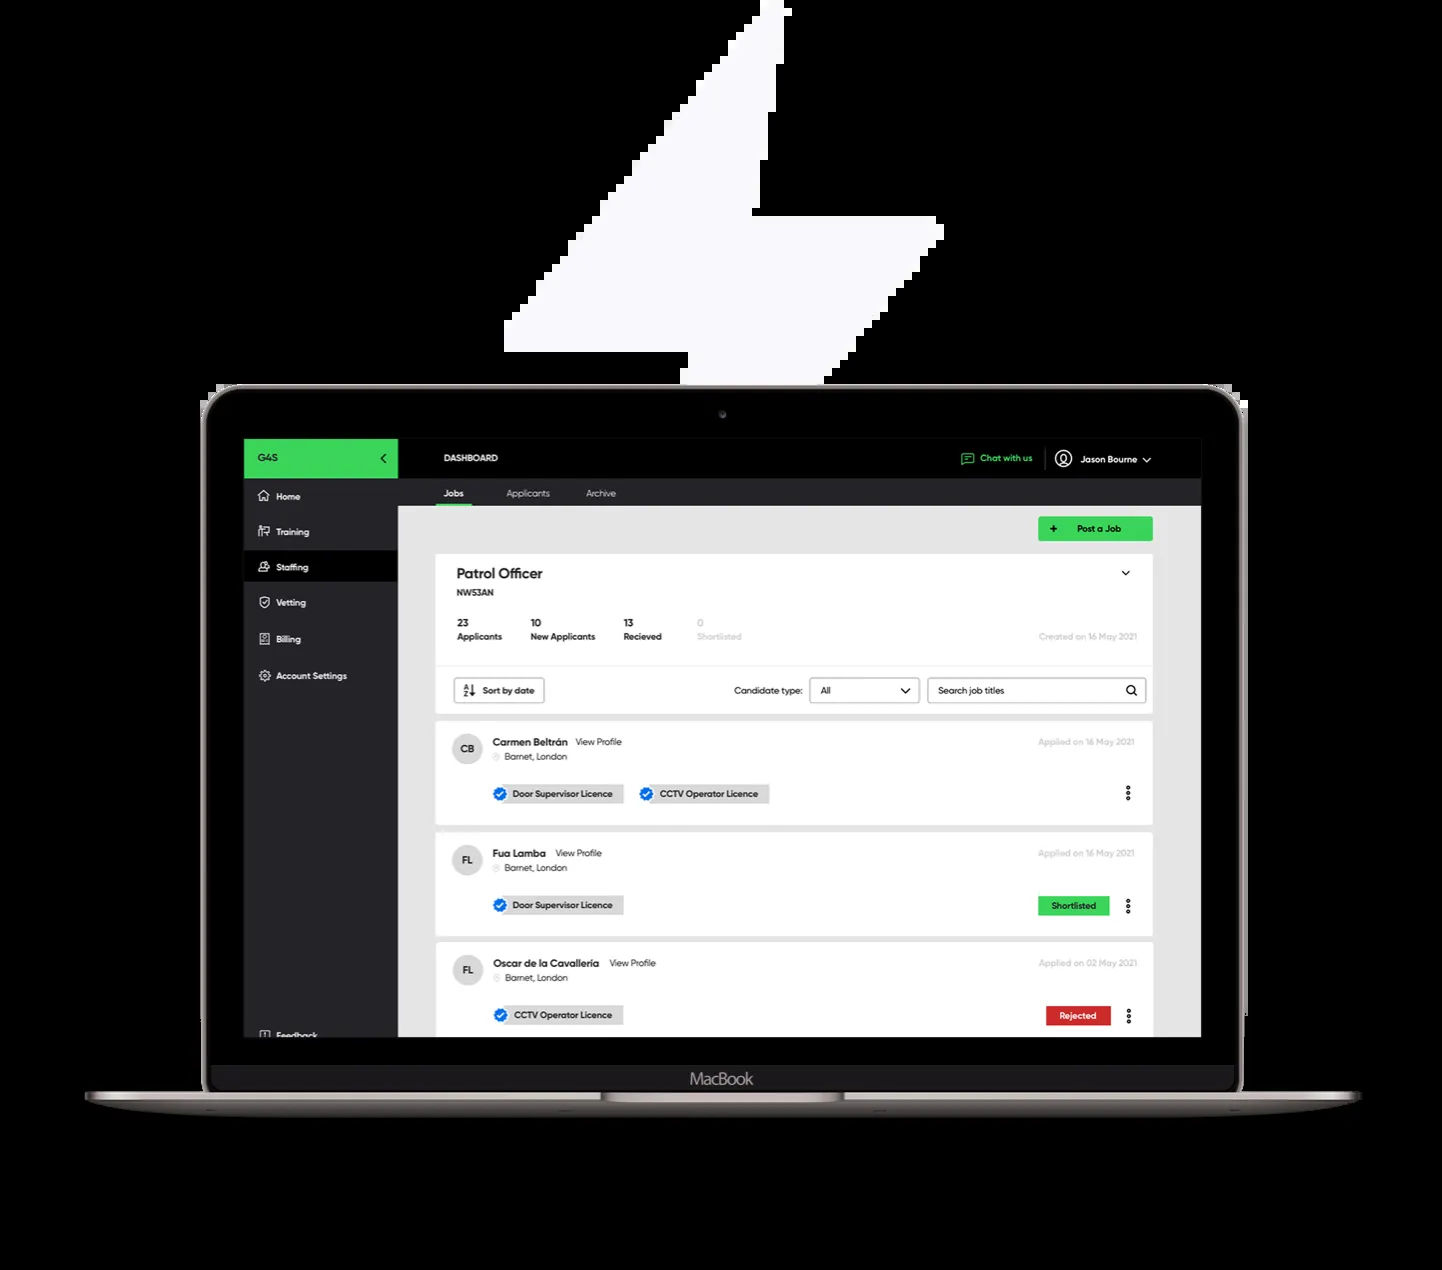 G4S
DASHBOARD
Chat with us
Jason Bourne
Home
Training
Staffing
Vetting
Billing
Account Settings
Feedback
Jobs Applicants Archive
+ Post a Job
Patrol Officer
NW53AN
23 10 13 0
Applicants New Applicants Recieved Shortlisted
Created on 16 May 2021
Sort by date
Candidate type: All
Search job titles
CB
Carmen Beltrán View Profile
Applied on 16 May 2021
Barnet, London
Door Supervisor Licence CCTV Operator Licence
FL
Fua Lamba View Profile
Applied on 16 May 2021
Barnet, London
Door Supervisor Licence
Shortlisted
FL
Oscar de la Cavallería View Profile
Applied on 02 May 2021
Barnet, London
CCTV Operator Licence
Rejected
MacBook